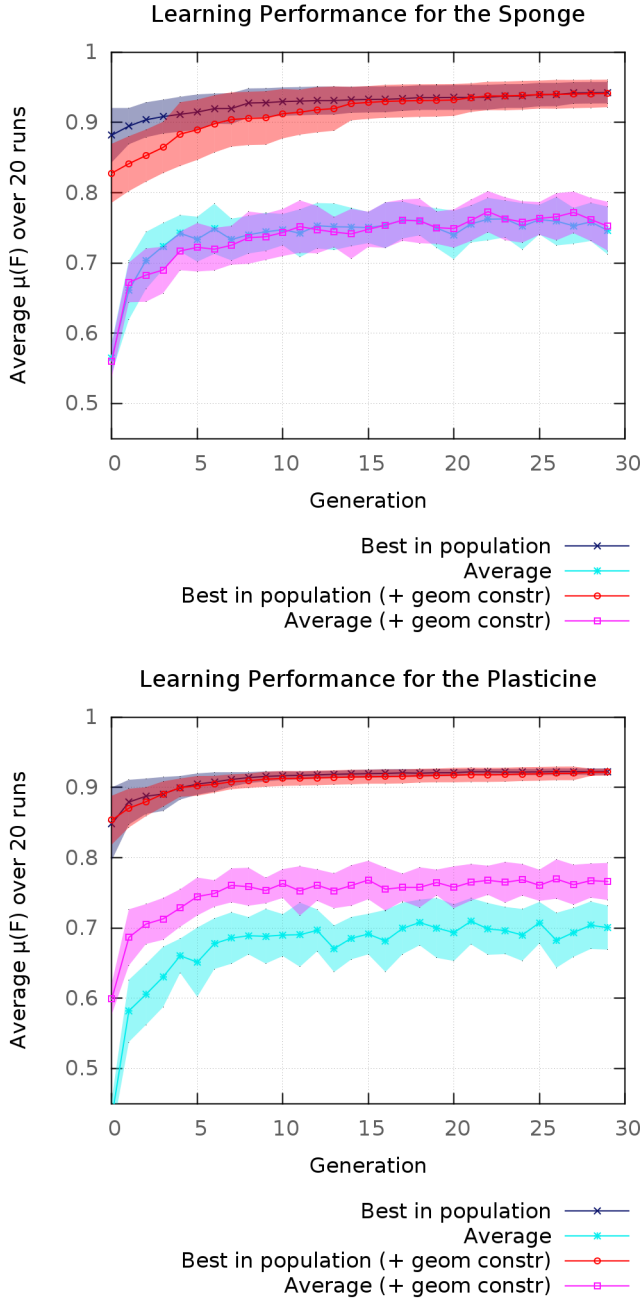 Learning Performance for the Sponge
1
0.9
0.8
0.7
0.6
0.5
Average μ(F) over 20 runs
0 5 10 15 20 25 30
Generation
Best in population
Average
Best in population (+ geom constr)
Average (+ geom constr)
Learning Performance for the Plasticine
1
0.9
0.8
0.7
0.6
0.5
Average μ(F) over 20 runs
0 5 10 15 20 25 30
Generation
Best in population
Average
Best in population (+ geom constr)
Average (+ geom constr)